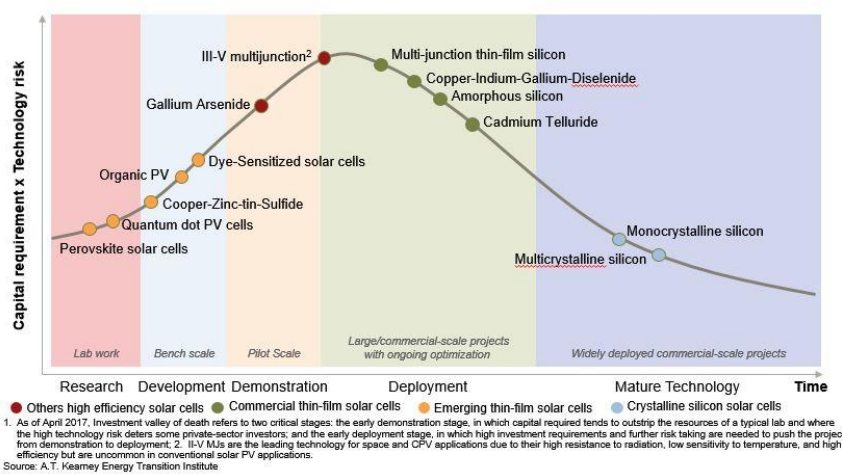 Capital requirement x Technology risk
III-V multijunction2
Multi-junction thin-film silicon
Copper-Indium-Gallium-Diselenide
Gallium Arsenide
Amorphous silicon
Cadmium Telluride
Dye-Sensitized solar cells
Organic PV
Cooper-Zinc-tin-Sulfide
Quantum dot PV cells
Perovskite solar cells
Monocrystalline silicon
Multicrystalline silicon
Large/commercial-scale projects
with ongoing optimization
Lab work
Bench scale
Pilot Scale
Widely deployed commercial-scale projects
Research
Development
Demonstration
Deployment
Mature Technology
Time
Others high efficiency solar cells
Commercial thin-film solar cells
Emerging thin-film solar cells
Crystalline silicon solar cells
1. As of April 2017, Investment valley of death refers to two critical stages: the early demonstration stage, in which capital required tends to outstrip the resources of a typical lab and where
the high technology risk deters some private-sector investors; and the early deployment stage, in which high investment requirements and further risk taking are needed to push the projec
from demonstration to deployment; 2. II-V MJs are the leading technology for space and CPV applications due to their high resistance to radiation, low sensitivity to temperature, and high
efficiency but are uncommon in conventional solar PV applications.
Source: A.T. Kearney Energy Transition Institute